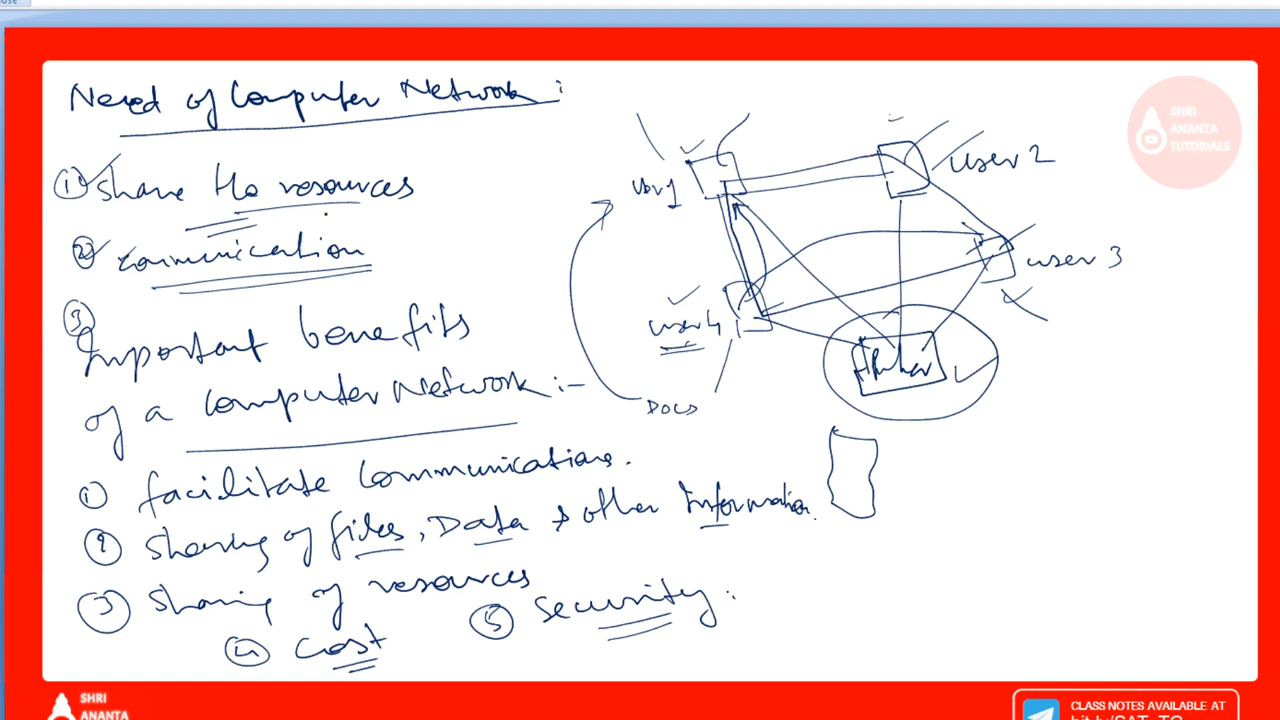 Need of Computer Network :
① Share the resources
② Communication
③ Important benefits
of a Computer Network :-
① facilitate Communications.
② Sharing of files, Data & other Information.
③ Sharing of resources
④ Cost
⑤ Security :
User 1
User 2
User 3
User 4
DOCS
SHRI
ANANTA
TUTORIALS
SHRI
ANANTA
CLASS NOTES AVAILABLE AT